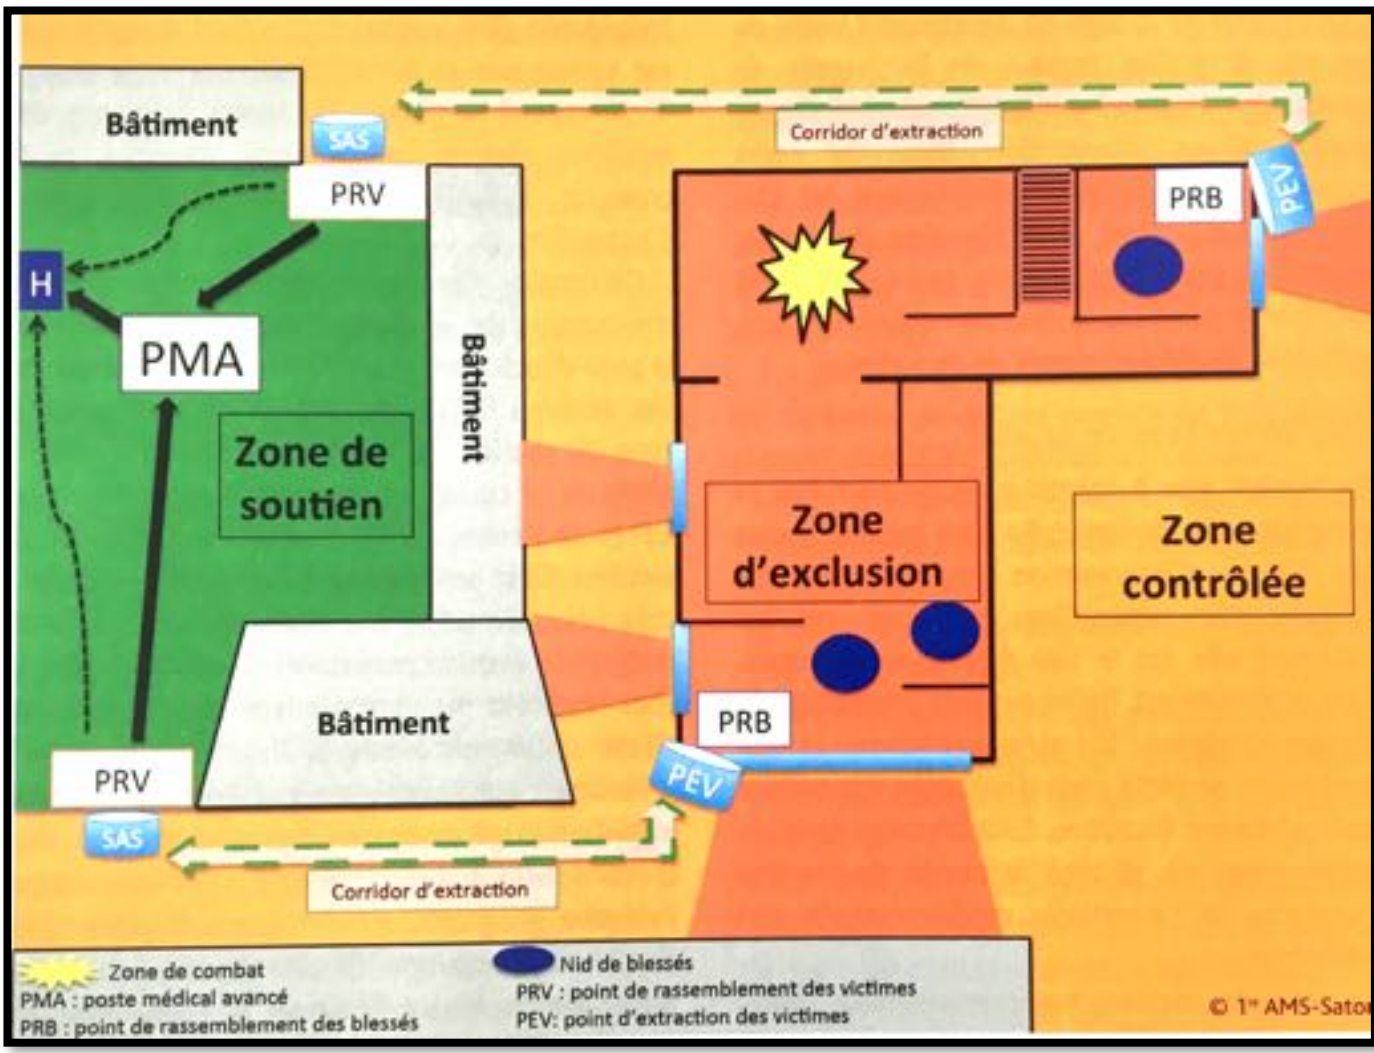 Bâtiment
SAS
Corridor d'extraction
PRV
PRB
PEV
H
PMA
Bâtiment
Zone de
soutien
Zone
d'exclusion
Zone
contrôlée
Bâtiment
PRB
PRV
PEV
SAS
Corridor d'extraction
Zone de combat
Nid de blessés
PMA : poste médical avancé
PRV : point de rassemblement des victimes
PRB : point de rassemblement des blessés
PEV: point d'extraction des victimes
© 1re AMS-Sator